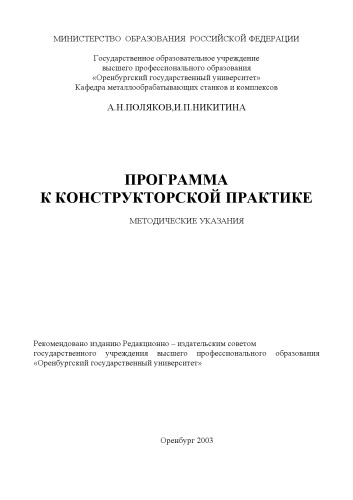 МИНИСТЕРСТВО ОБРАЗОВАНИЯ РОССИЙСКОЙ ФЕДЕРАЦИИ
Государственное образовательное учреждение
высшего профессионального образования
«Оренбургский государственный университет»
Кафедра металлообрабатывающих станков и комплексов
А.Н.ПОЛЯКОВ,И.П.НИКИТИНА
ПРОГРАММА
К КОНСТРУКТОРСКОЙ ПРАКТИКЕ
МЕТОДИЧЕСКИЕ УКАЗАНИЯ
Рекомендовано изданию Редакционно – издательским советом
государственного учреждения высшего профессионального образования
«Оренбургский государственный университет»
Оренбург 2003